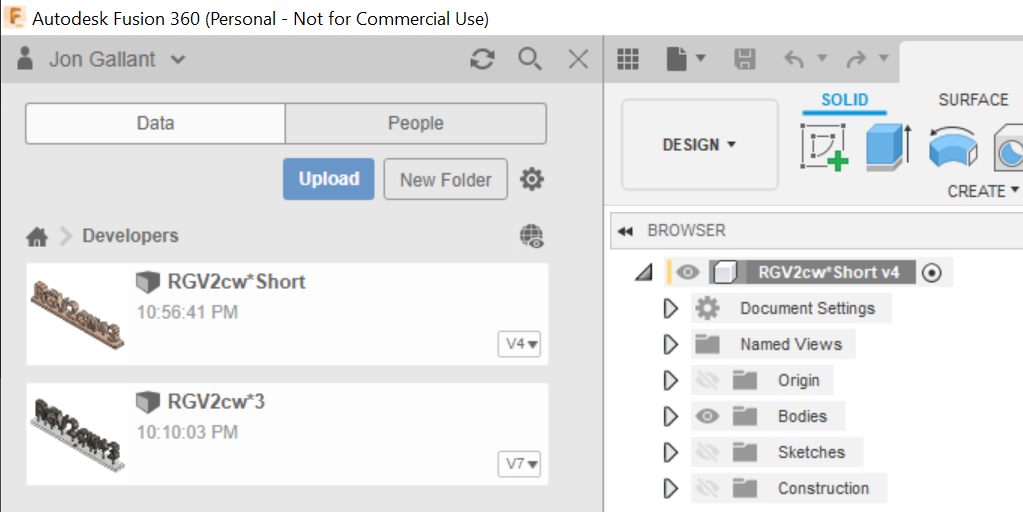 Autodesk Fusion 360 (Personal - Not for Commercial Use)
Jon Gallant
Data People
Upload New Folder
Developers
RGV2cw*Short
10:56:41 PM
V4
RGV2cw*3
10:10:03 PM
V7
SOLID SURFACE
DESIGN
CREATE
BROWSER
RGV2cw*Short v4
Document Settings
Named Views
Origin
Bodies
Sketches
Construction